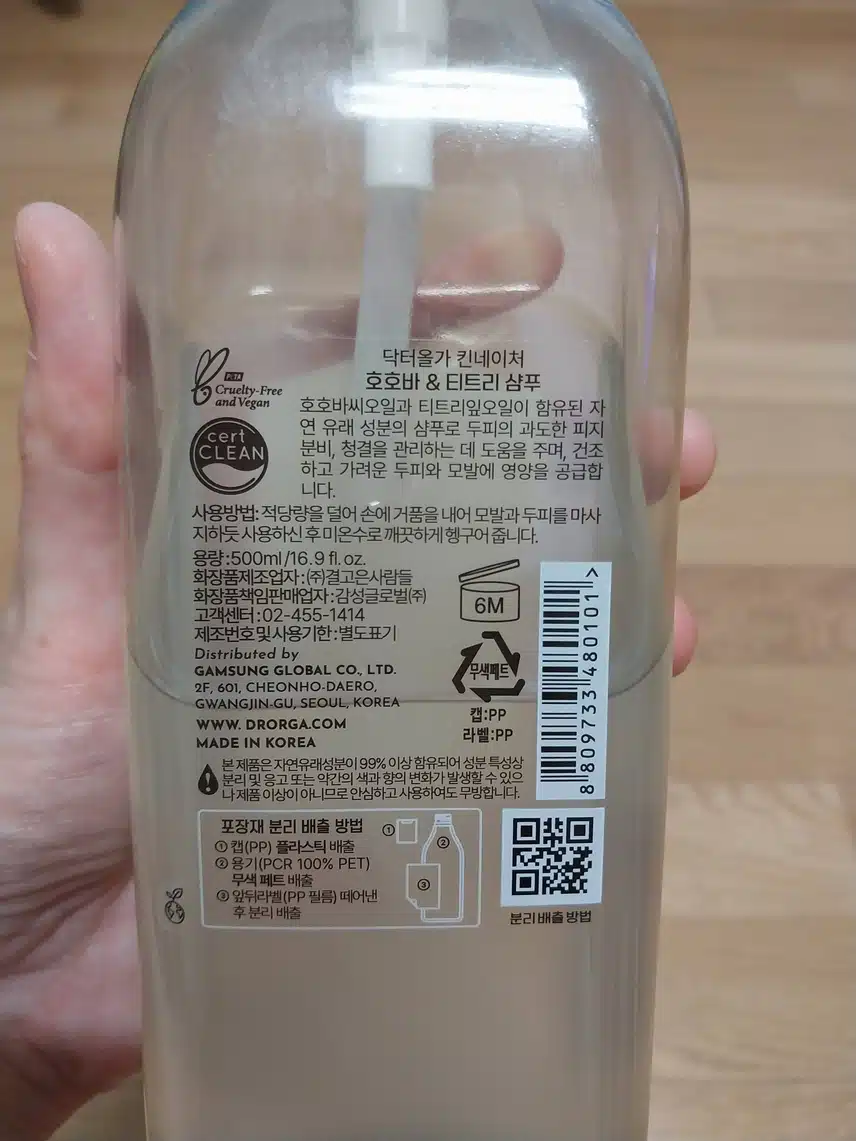 PETA
Cruelty-Free
and Vegan
cert
CLEAN
닥터올가 킨네이처
호호바 & 티트리 샴푸
호호바씨오일과 티트리잎오일이 함유된 자
연 유래 성분의 샴푸로 두피의 과도한 피지
분비, 청결을 관리하는 데 도움을 주며, 건조
하고 가려운 두피와 모발에 영양을 공급합
니다.
사용방법: 적당량을 덜어 손에 거품을 내어 모발과 두피를 마사
지하듯 사용하신 후 미온수로 깨끗하게 헹구어 줍니다.
용량:500ml/16.9 fl. oz.
화장품제조업자:㈜결고은사람들
화장품책임판매업자:감성글로벌㈜
고객센터:02-455-1414
제조번호 및 사용기한:별도표기
Distributed by
GAMSUNG GLOBAL CO., LTD.
2F, 601, CHEONHO-DAERO,
GWANGJIN-GU, SEOUL, KOREA
WWW. DRORGA.COM
MADE IN KOREA
6M
무색페트
캡:PP
라벨:PP
8 809733 480101 >
본 제품은 자연유래성분이 99% 이상 함유되어 성분 특성상
분리 및 응고 또는 약간의 색과 향의 변화가 발생할 수 있으
나 제품 이상이 아니므로 안심하고 사용하여도 무방합니다.
포장재 분리 배출 방법
① 캡(PP) 플라스틱 배출
② 용기(PCR 100% PET)
무색 페트 배출
③ 앞뒤라벨(PP 필름) 떼어낸
후 분리 배출
①
②
③
분리 배출 방법